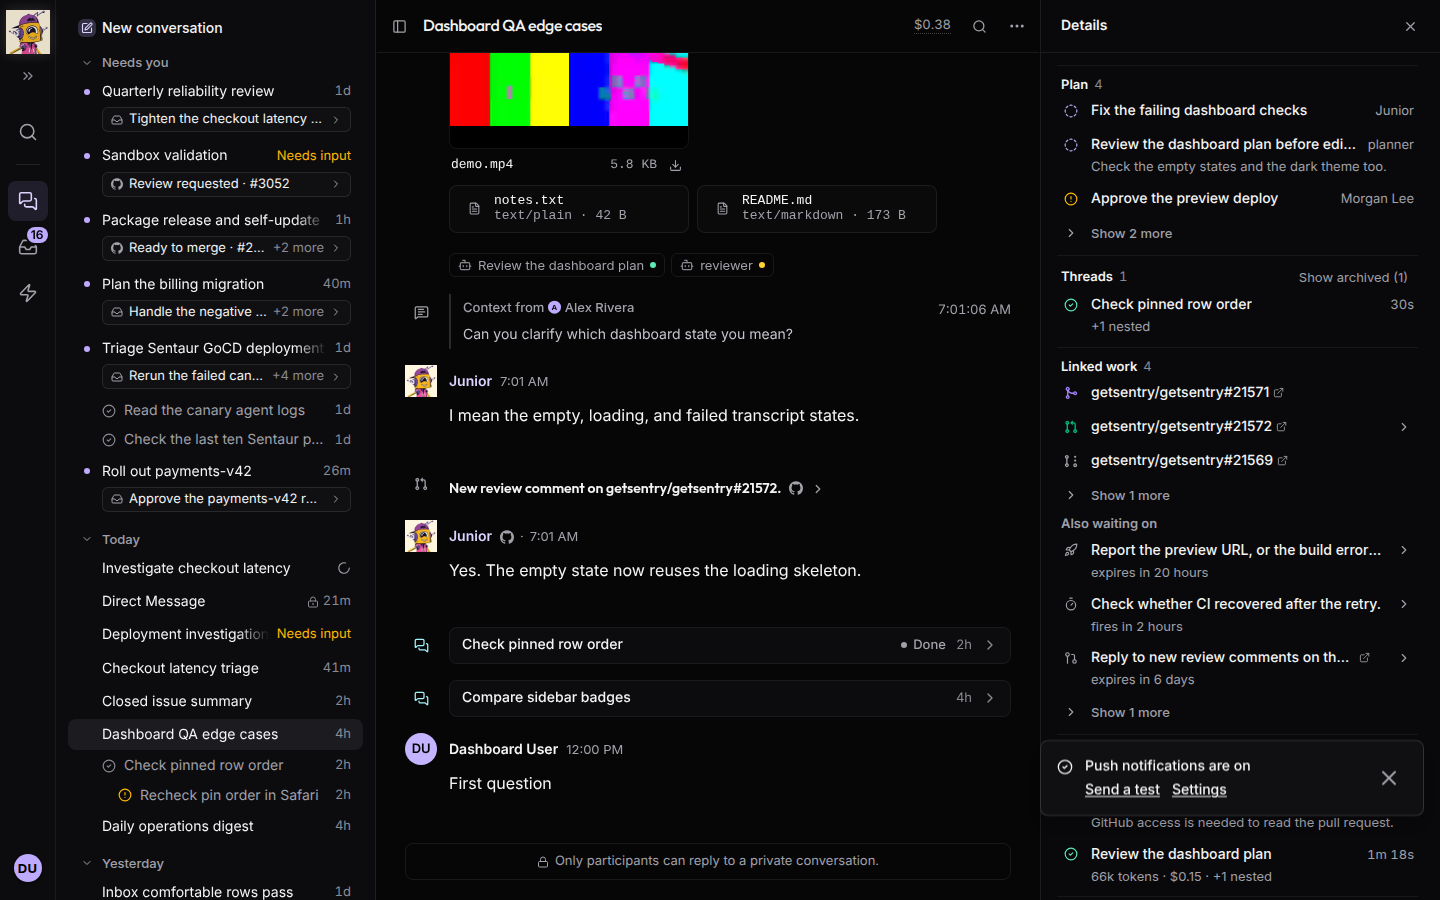 New conversation
Needs you
Quarterly reliability review 1d
Tighten the checkout latency ...
Sandbox validation Needs input
Review requested · #3052
Package release and self-update 1h
Ready to merge · #2... +2 more
Plan the billing migration 40m
Handle the negative ... +2 more
Triage Sentaur GoCD deployment 1d
Rerun the failed can... +4 more
Read the canary agent logs 1d
Check the last ten Sentaur p... 1d
Roll out payments-v42 26m
Approve the payments-v42 r...
Today
Investigate checkout latency
Direct Message 21m
Deployment investigation Needs input
Checkout latency triage 41m
Closed issue summary 2h
Dashboard QA edge cases 4h
Check pinned row order 2h
Recheck pin order in Safari 2h
Daily operations digest 4h
Yesterday
Inbox comfortable rows pass 1d
16
DU
Dashboard QA edge cases $0.38
demo.mp4 5.8 KB
notes.txt
text/plain · 42 B
README.md
text/markdown · 173 B
Review the dashboard plan reviewer
Context from A Alex Rivera 7:01:06 AM
Can you clarify which dashboard state you mean?
Junior 7:01 AM
I mean the empty, loading, and failed transcript states.
New review comment on getsentry/getsentry#21572.
Junior · 7:01 AM
Yes. The empty state now reuses the loading skeleton.
Check pinned row order Done 2h
Compare sidebar badges 4h
DU Dashboard User 12:00 PM
First question
Only participants can reply to a private conversation.
Details
Plan 4
Fix the failing dashboard checks Junior
Review the dashboard plan before edi... planner
Check the empty states and the dark theme too.
Approve the preview deploy Morgan Lee
Show 2 more
Threads 1 Show archived (1)
Check pinned row order 30s
+1 nested
Linked work 4
getsentry/getsentry#21571
getsentry/getsentry#21572
getsentry/getsentry#21569
Show 1 more
Also waiting on
Report the preview URL, or the build error...
expires in 20 hours
Check whether CI recovered after the retry.
fires in 2 hours
Reply to new review comments on th...
expires in 6 days
Show 1 more
Push notifications are on
Send a test Settings
GitHub access is needed to read the pull request.
Review the dashboard plan 1m 18s
66k tokens · $0.15 · +1 nested